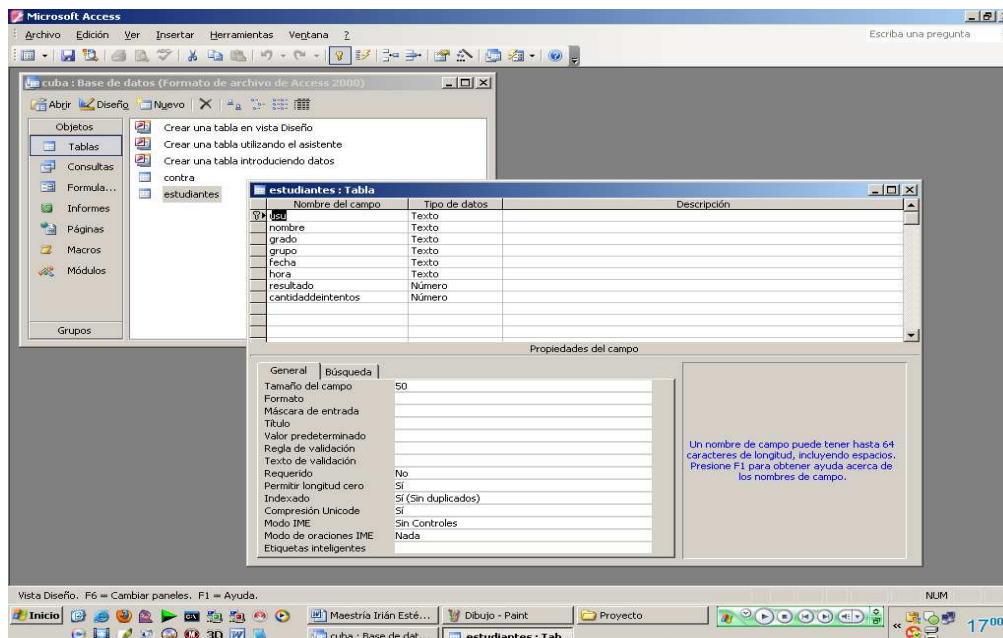 Microsoft Access
Archivo Edición Ver Insertar Herramientas Ventana ?
Escriba una pregunta
cuba : Base de datos (Formato de archivo de Access 2000)
Abrir Diseño Nuevo
Objetos
Tablas
Consultas
Formula...
Informes
Páginas
Macros
Módulos
Grupos
Crear una tabla en vista Diseño
Crear una tabla utilizando el asistente
Crear una tabla introduciendo datos
contra
estudiantes
estudiantes : Tabla
Nombre del campo Tipo de datos Descripción
usu Texto
nombre Texto
grado Texto
grupo Texto
fecha Texto
hora Texto
resultado Número
cantidaddeintentos Número
Propiedades del campo
General Búsqueda
Tamaño del campo 50
Formato
Máscara de entrada
Título
Valor predeterminado
Regla de validación
Texto de validación
Requerido No
Permitir longitud cero Sí
Indexado Sí (Sin duplicados)
Compresión Unicode Sí
Modo IME Sin Controles
Modo de oraciones IME Nada
Etiquetas inteligentes
Un nombre de campo puede tener hasta 64
caracteres de longitud, incluyendo espacios.
Presione F1 para obtener ayuda acerca de
los nombres de campo.
Vista Diseño. F6 = Cambiar paneles. F1 = Ayuda.
NUM
Inicio
Maestría Irián Esté...
Dibujo - Paint
Proyecto
17:00
3D
cuba : Base de dat...
estudiantes : Tab...